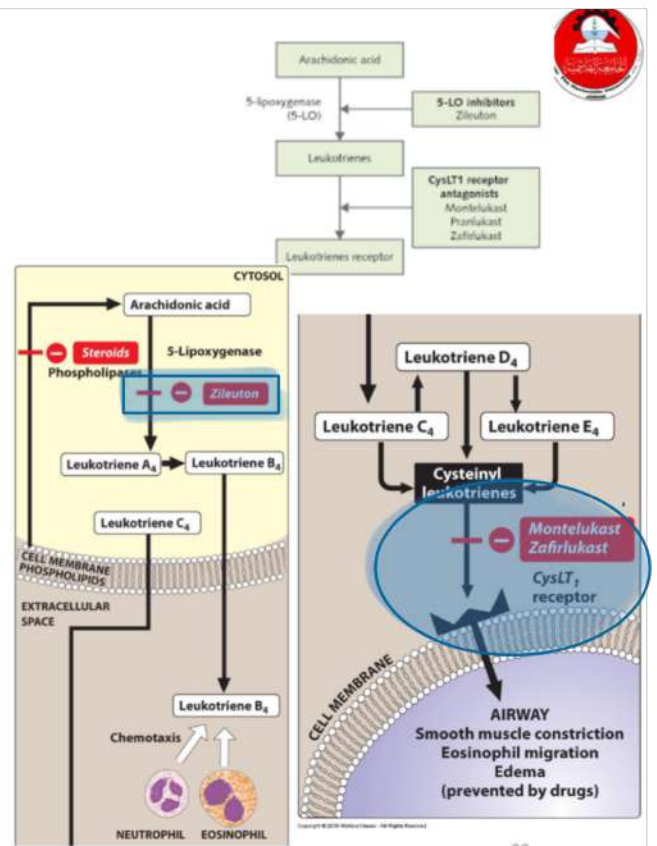 Arachidonic acid
5-lipoxygenase
(5-LO)
5-LO inhibitors
Zileuton
Leukotrienes
CysLT1 receptor
antagonists
Montelukast
Pranlukast
Zafirlukast
Leukotrienes receptor
CYTOSOL
Arachidonic acid
Steroids
5-Lipoxygenase
Phospholipases
Zileuton
Leukotriene A4
Leukotriene B4
Leukotriene C4
CELL MEMBRANE
PHOSPHOLIPIDS
EXTRACELLULAR
SPACE
Leukotriene B4
Chemotaxis
NEUTROPHIL
EOSINOPHIL
Leukotriene D4
Leukotriene C4
Leukotriene E4
Cysteinyl
leukotrienes
Montelukast
Zafirlukast
CysLT1
receptor
CELL MEMBRANE
AIRWAY
Smooth muscle constriction
Eosinophil migration
Edema
(prevented by drugs)